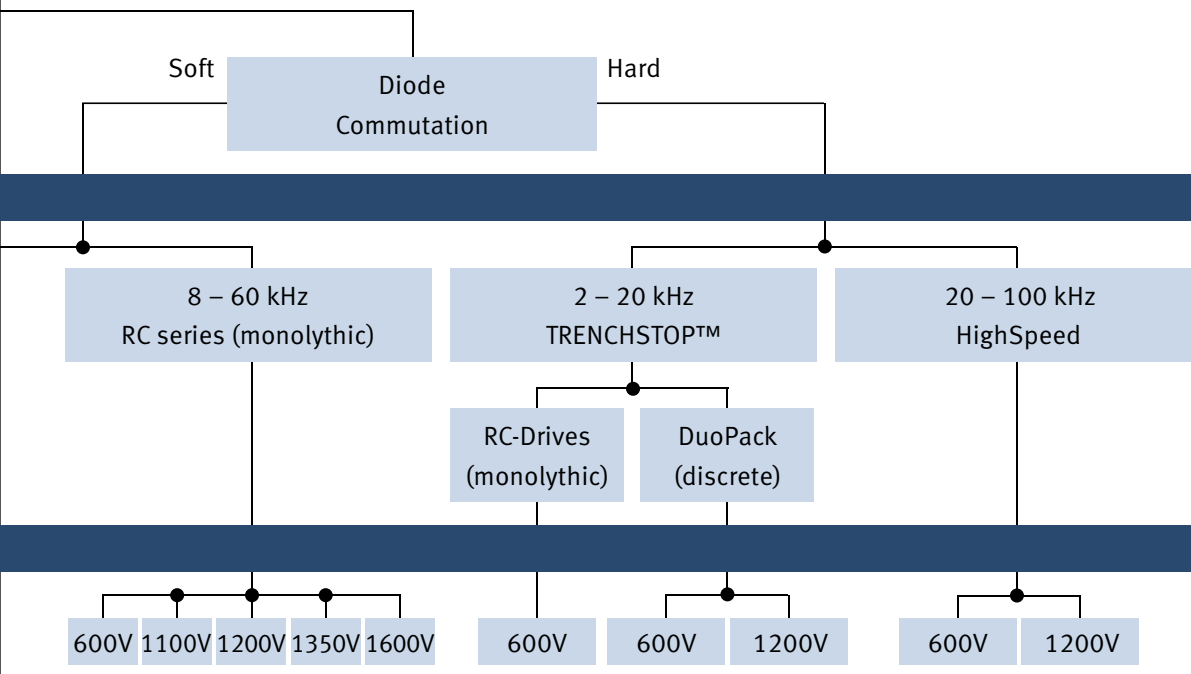 Soft
Diode
Commutation
Hard
8 – 60 kHz
RC series (monolythic)
2 – 20 kHz
TRENCHSTOP™
20 – 100 kHz
HighSpeed
RC-Drives
(monolythic)
DuoPack
(discrete)
600V 1100V 1200V 1350V 1600V
600V
600V 1200V
600V 1200V